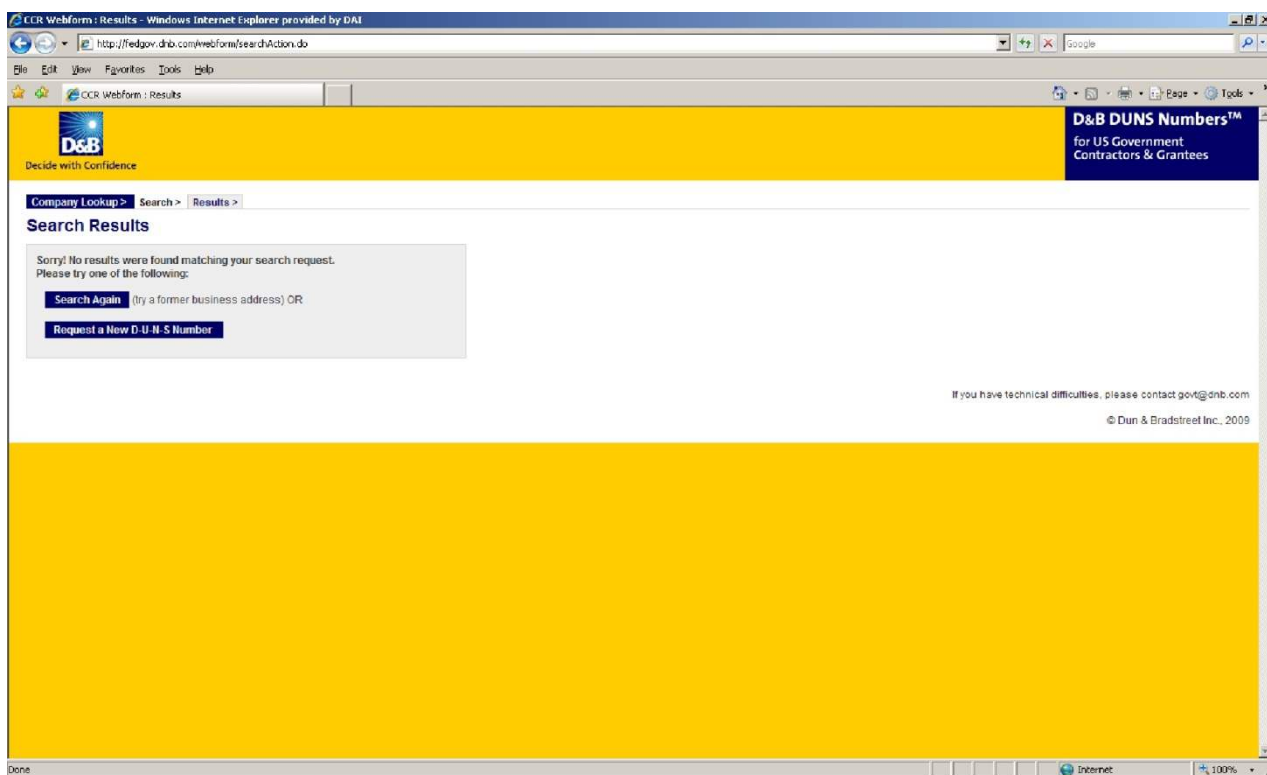 CCR Webform : Results - Windows Internet Explorer provided by DAI
http://fedgov.dnb.com/webform/searchAction.do
Google
File Edit View Favorites Tools Help
CCR Webform : Results
Page Tools
D&B
Decide with Confidence
D&B DUNS Numbers™
for US Government
Contractors & Grantees
Company Lookup > Search > Results >
Search Results
Sorry! No results were found matching your search request.
Please try one of the following:
Search Again (try a former business address) OR
Request a New D-U-N-S Number
If you have technical difficulties, please contact govt@dnb.com
© Dun & Bradstreet Inc., 2009
Done Internet 100%